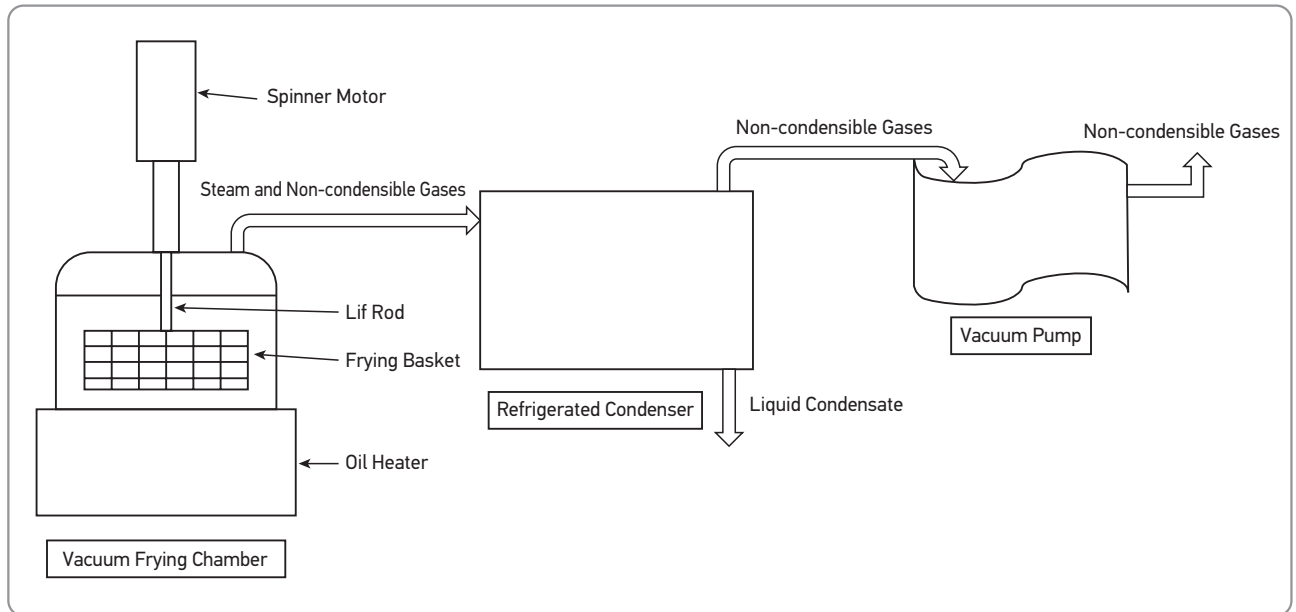 Spinner Motor
Steam and Non-condensible Gases
Non-condensible Gases
Non-condensible Gases
Lif Rod
Frying Basket
Oil Heater
Vacuum Frying Chamber
Refrigerated Condenser
Liquid Condensate
Vacuum Pump